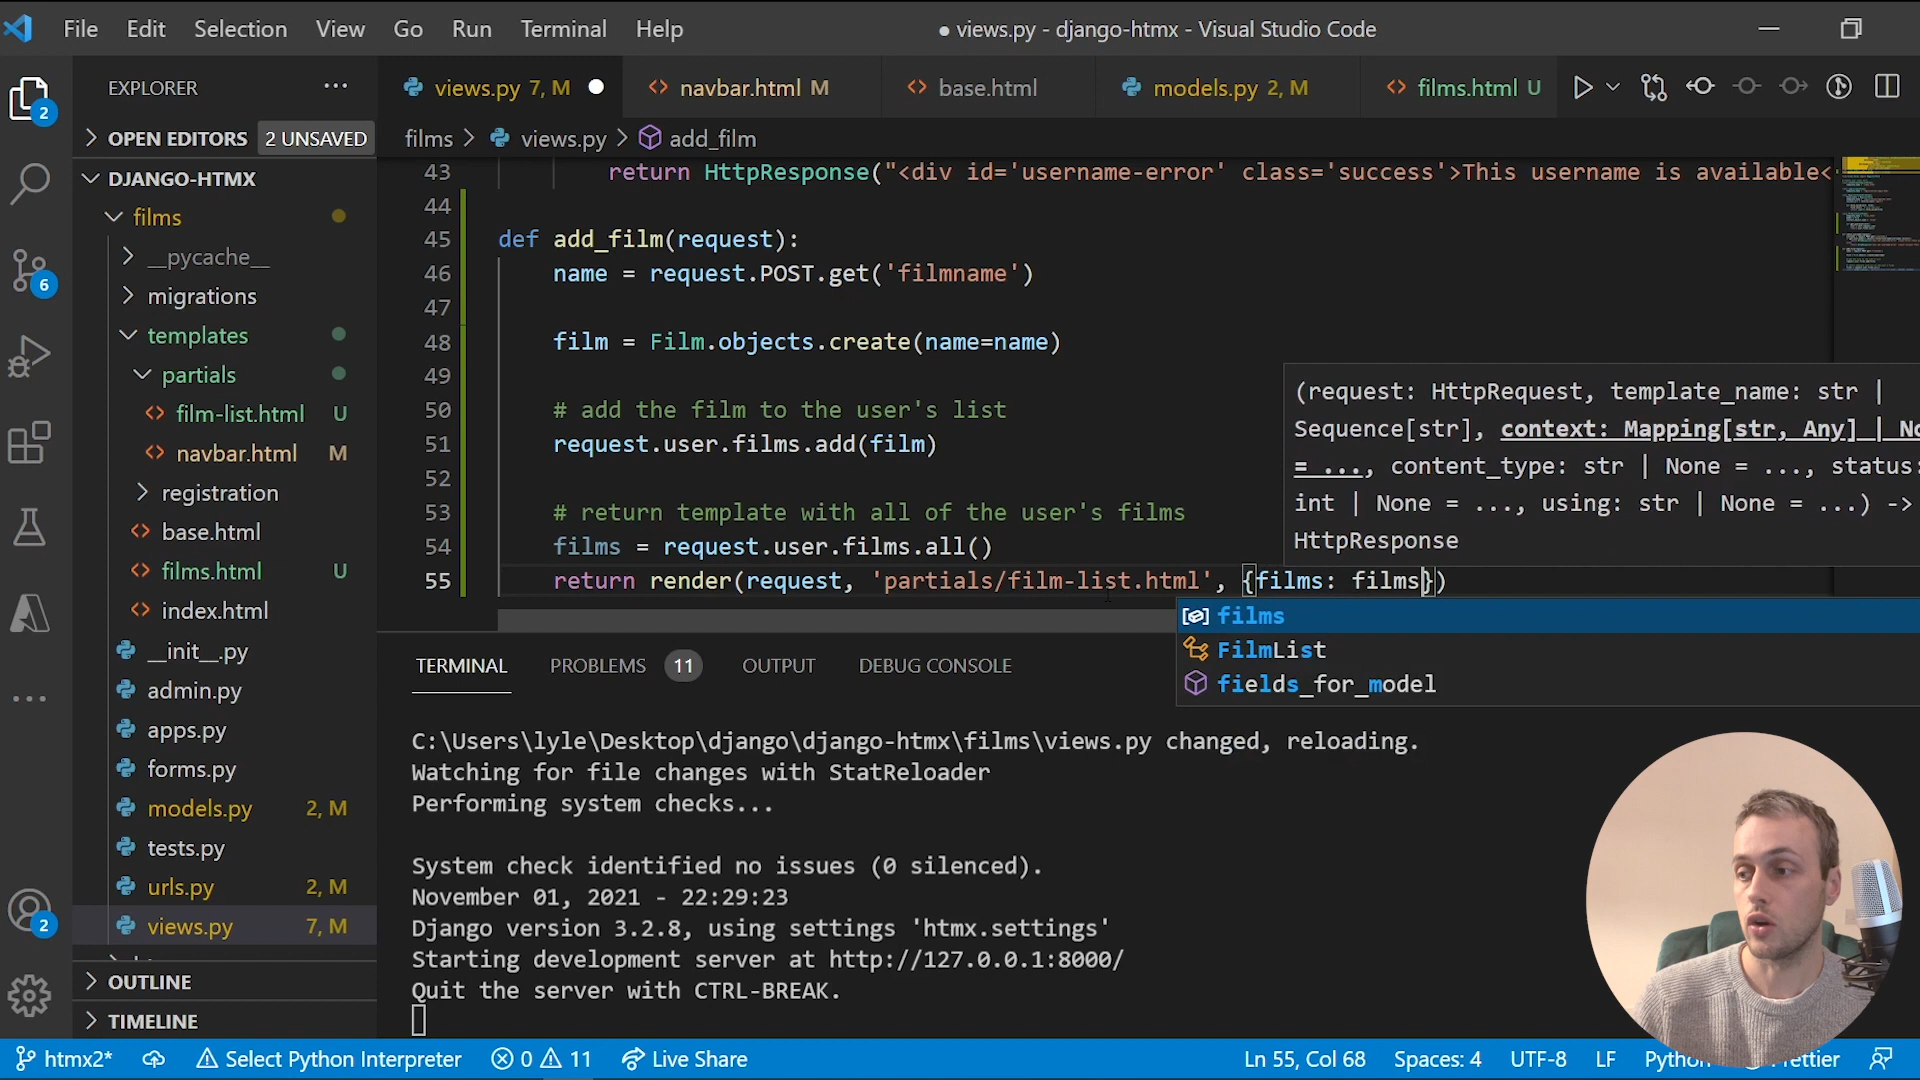 File Edit Selection View Go Run Terminal Help
● views.py - django-htmx - Visual Studio Code
EXPLORER ···
views.py 7, M
navbar.html M
base.html
models.py 2, M
films.html U
2
OPEN EDITORS 2 UNSAVED
films > views.py > add_film
DJANGO-HTMX
films
__pycache__
migrations
templates
partials
film-list.html U
navbar.html M
registration
base.html
films.html U
index.html
__init__.py
admin.py
apps.py
forms.py
models.py 2, M
tests.py
urls.py 2, M
views.py 7, M
OUTLINE
TIMELINE
6
2
43 return HttpResponse("<div id='username-error' class='success'>This username is available<
44
45 def add_film(request):
46 name = request.POST.get('filmname')
47
48 film = Film.objects.create(name=name)
49
50 # add the film to the user's list
51 request.user.films.add(film)
52
53 # return template with all of the user's films
54 films = request.user.films.all()
55 return render(request, 'partials/film-list.html', {films: films})
(request: HttpRequest, template_name: str |
Sequence[str], context: Mapping[str, Any] | No
= ..., content_type: str | None = ..., status:
int | None = ..., using: str | None = ...) ->
HttpResponse
films
FilmList
fields_for_model
TERMINAL PROBLEMS 11 OUTPUT DEBUG CONSOLE
C:\Users\lyle\Desktop\django\django-htmx\films\views.py changed, reloading.
Watching for file changes with StatReloader
Performing system checks...
System check identified no issues (0 silenced).
November 01, 2021 - 22:29:23
Django version 3.2.8, using settings 'htmx.settings'
Starting development server at http://127.0.0.1:8000/
Quit the server with CTRL-BREAK.
htmx2* Select Python Interpreter 0 11 Live Share
Ln 55, Col 68 Spaces: 4 UTF-8 LF Python